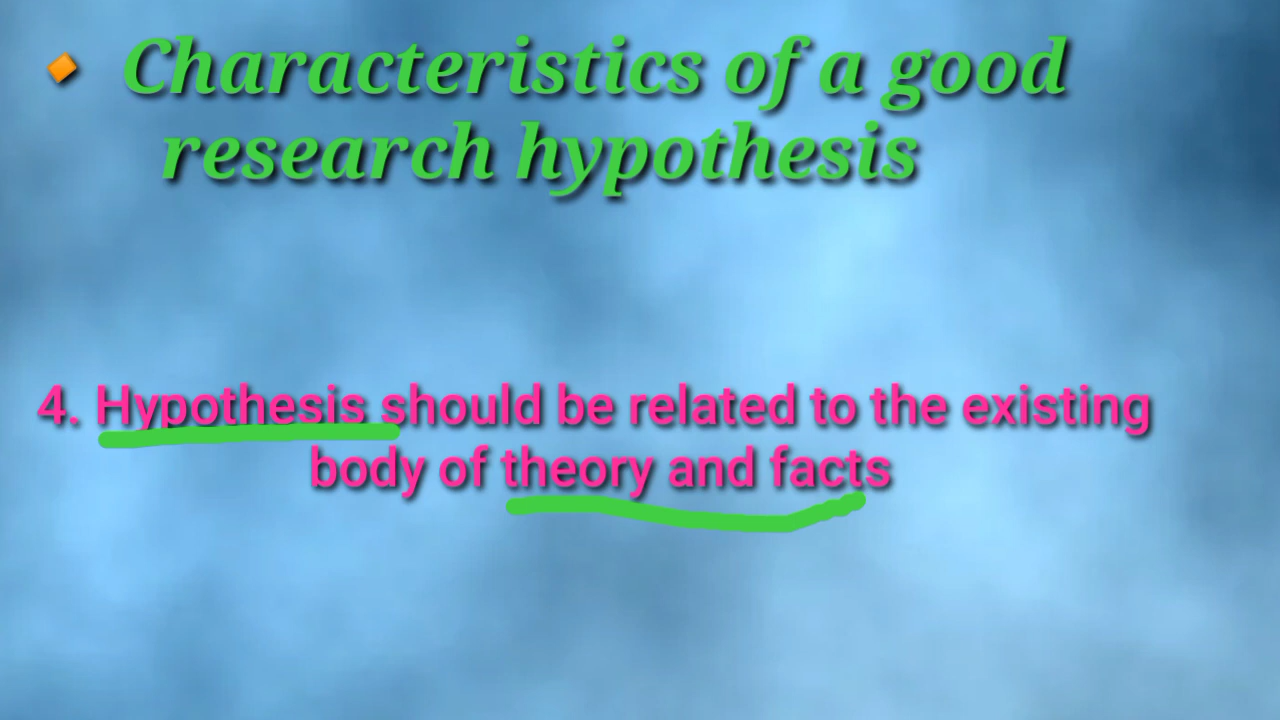 🔸 Characteristics of a good
research hypothesis
4. Hypothesis should be related to the existing
body of theory and facts